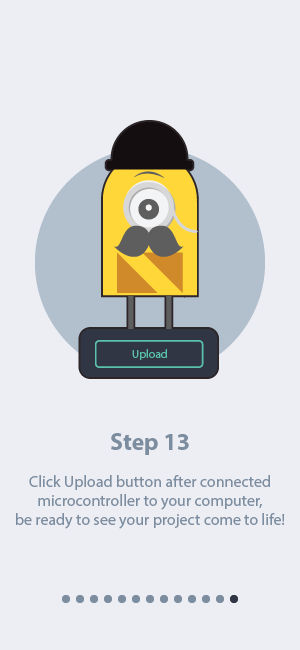 Upload
Step 13
Click Upload button after connected
microcontroller to your computer,
be ready to see your project come to life!